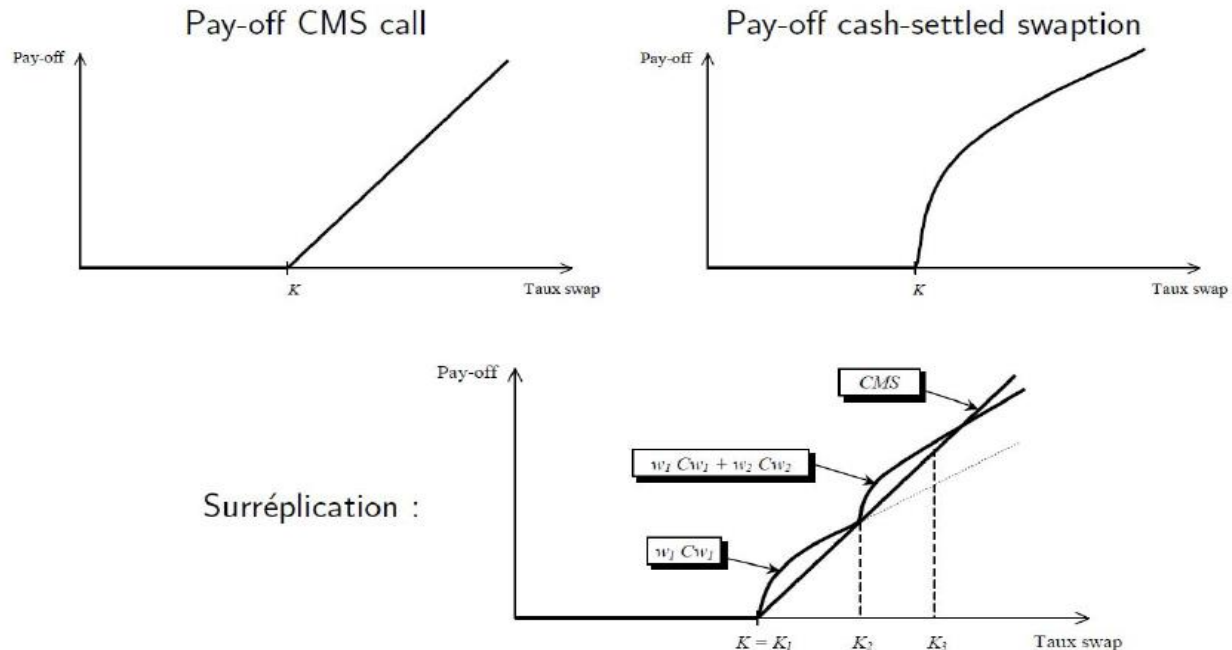 Pay-off CMS call
Pay-off
K
Taux swap
Pay-off cash-settled swaption
Pay-off
K
Taux swap
Surréplication :
Pay-off
CMS
w₁ Cw₁ + w₂ Cw₂
w₁ Cw₁
K = K₁
K₂
K₃
Taux swap